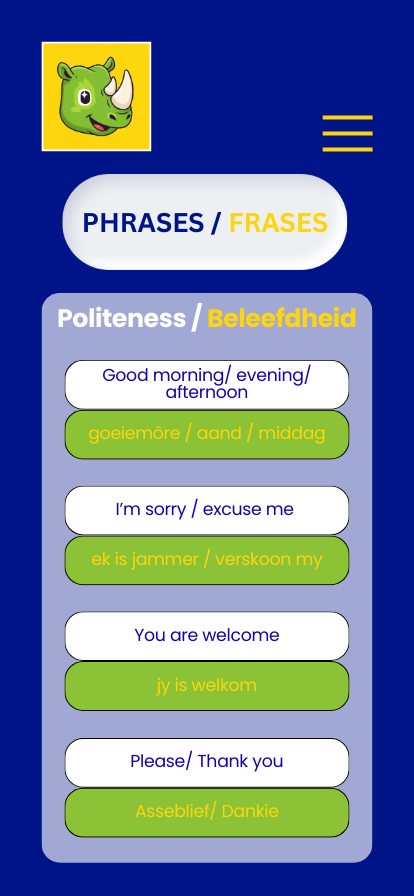 PHRASES / FRASES
Politeness / Beleefdheid
Good morning/ evening/
afternoon
goeiemôre / aand / middag
I’m sorry / excuse me
ek is jammer / verskoon my
You are welcome
jy is welkom
Please/ Thank you
Asseblief/ Dankie